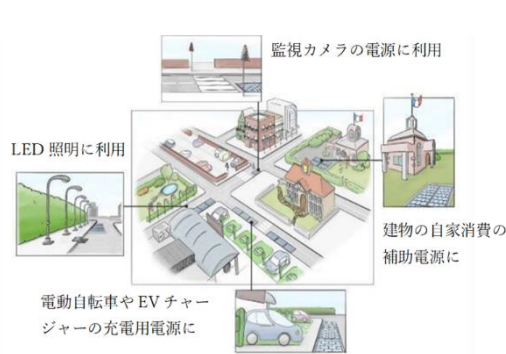 監視カメラの電源に利用
LED 照明に利用
建物の自家消費の
補助電源に
電動自転車や EV チャー
ジャーの充電用電源に